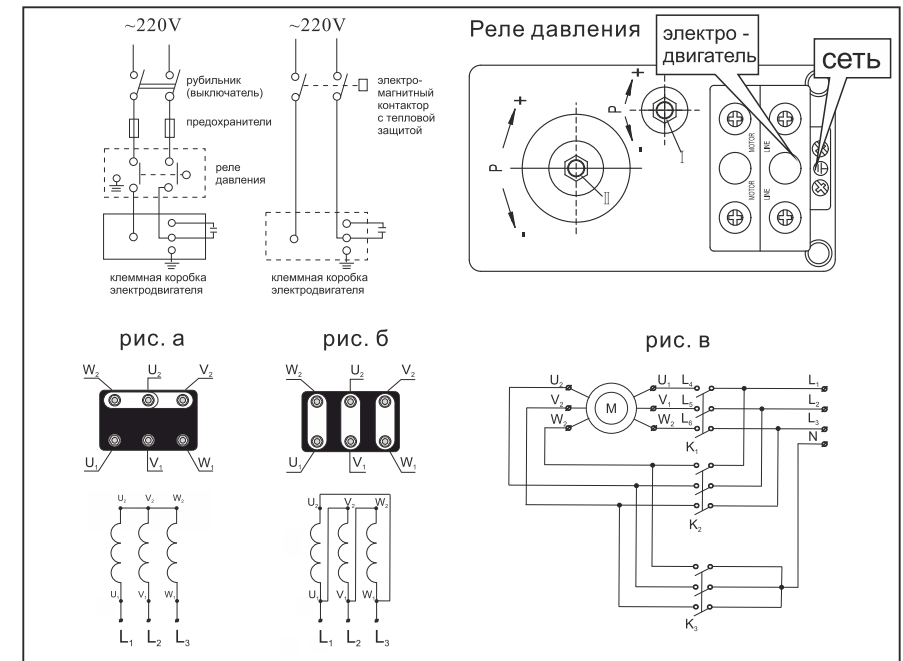 ~220V
~220V
рубильник
(выключатель)
предохранители
реле
давления
клеммная коробка
электродвигателя
электро-
магнитный
контактор
с тепловой
защитой
клеммная коробка
электродвигателя
Реле давления
электро -
двигатель
сеть
+
P
-
+
P
-
I
II
MOTOR
LINE
MOTOR
LINE
рис. а
W₂ U₂ V₂
U₁ V₁ W₁
U₁ V₂ W₂
U₁ V₁ W₁
L₁ L₂ L₃
рис. б
W₂ U₂ V₂
U₁ V₁ W₁
U₂ V₂ W₂
U₁ V₁ W₁
L₁ L₂ L₃
рис. в
U₂ U₁ L₄ L₁
V₂ M V₁ L₅ L₂
W₂ W₂ L₆ L₃
N
K₁
K₂
K₃